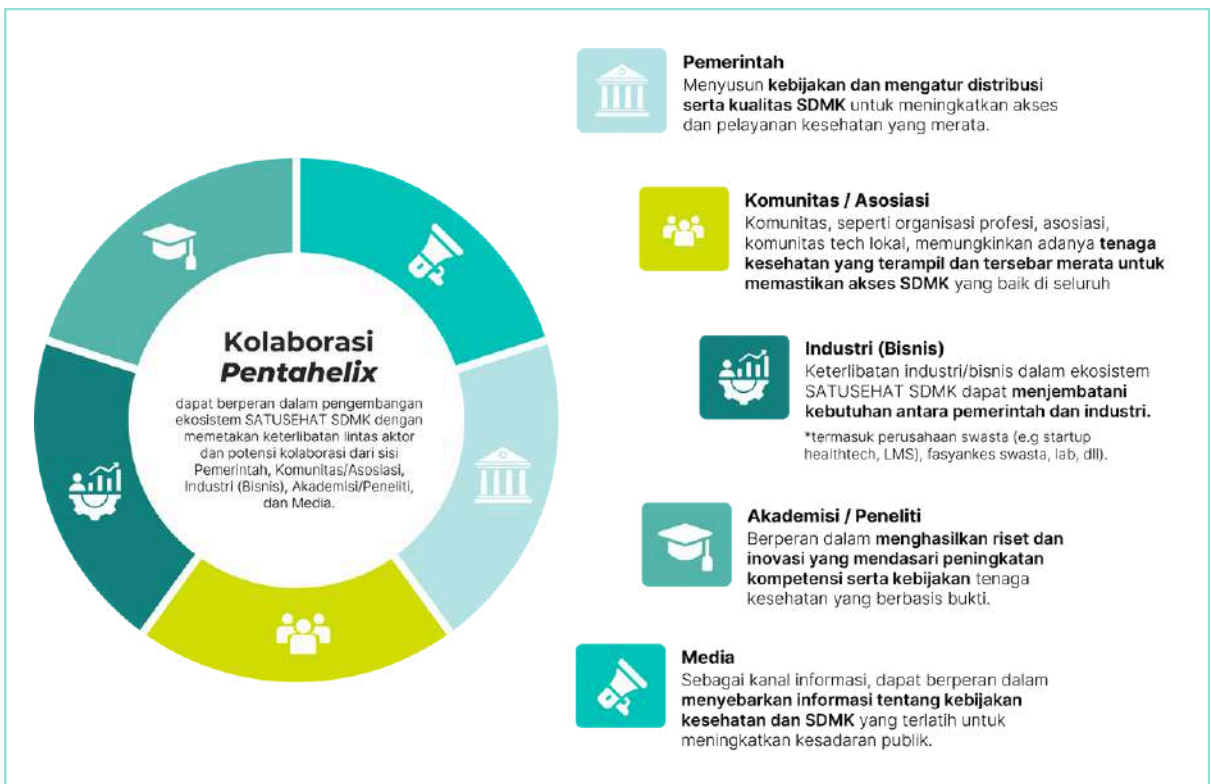 Kolaborasi
Pentahelix
dapat berperan dalam pengembangan
ekosistem SATUSEHAT SDMK dengan
memetakan keterlibatan lintas aktor
dan potensi kolaborasi dari sisi
Pemerintah, Komunitas/Asosiasi,
Industri (Bisnis), Akademisi/Peneliti,
dan Media.
Pemerintah
Menyusun kebijakan dan mengatur distribusi
serta kualitas SDMK untuk meningkatkan akses
dan pelayanan kesehatan yang merata.
Komunitas / Asosiasi
Komunitas, seperti organisasi profesi, asosiasi,
komunitas tech lokal, memungkinkan adanya tenaga
kesehatan yang terampil dan tersebar merata untuk
memastikan akses SDMK yang baik di seluruh
Industri (Bisnis)
Keterlibatan industri/bisnis dalam ekosistem
SATUSEHAT SDMK dapat menjembatani
kebutuhan antara pemerintah dan industri.
*termasuk perusahaan swasta (e.g startup
healthtech, LMS), fasyankes swasta, lab, dll).
Akademisi / Peneliti
Berperan dalam menghasilkan riset dan
inovasi yang mendasari peningkatan
kompetensi serta kebijakan tenaga
kesehatan yang berbasis bukti.
Media
Sebagai kanal informasi, dapat berperan dalam
menyebarkan informasi tentang kebijakan
kesehatan dan SDMK yang terlatih untuk
meningkatkan kesadaran publik.